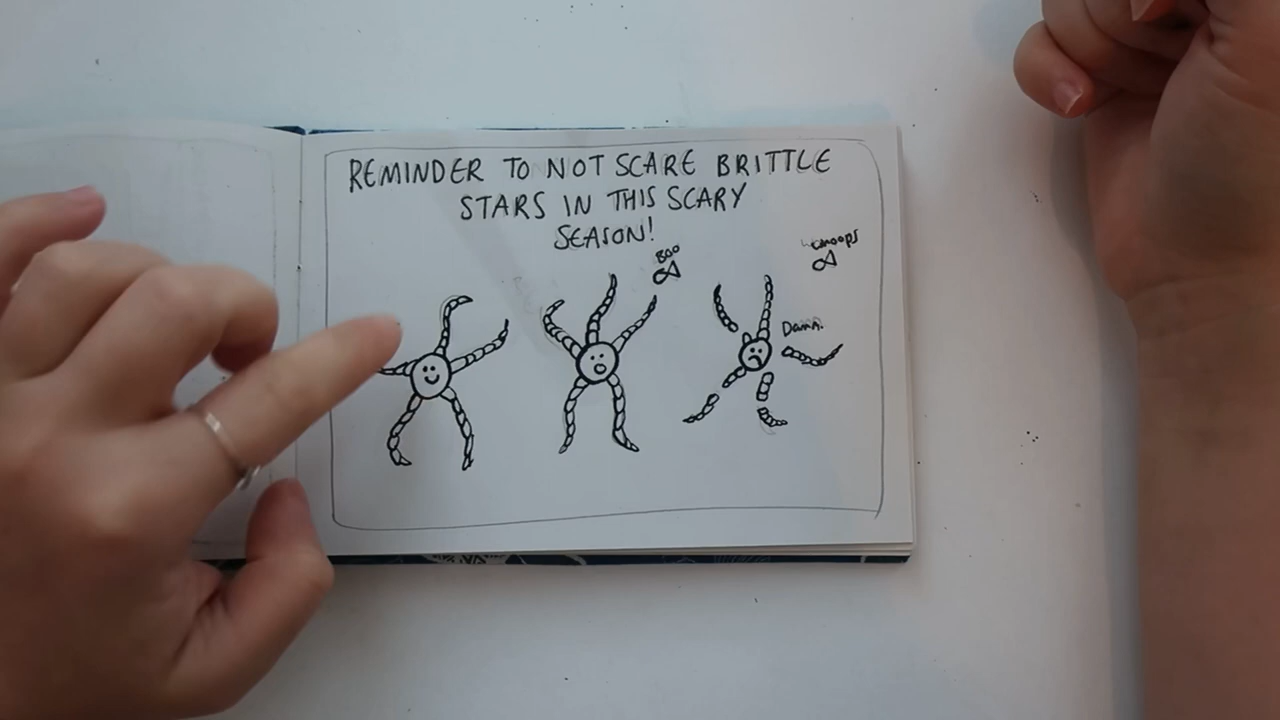 REMINDER TO NOT SCARE BRITTLE
STARS IN THIS SCARY
SEASON!
Boo
whoops
Damn.